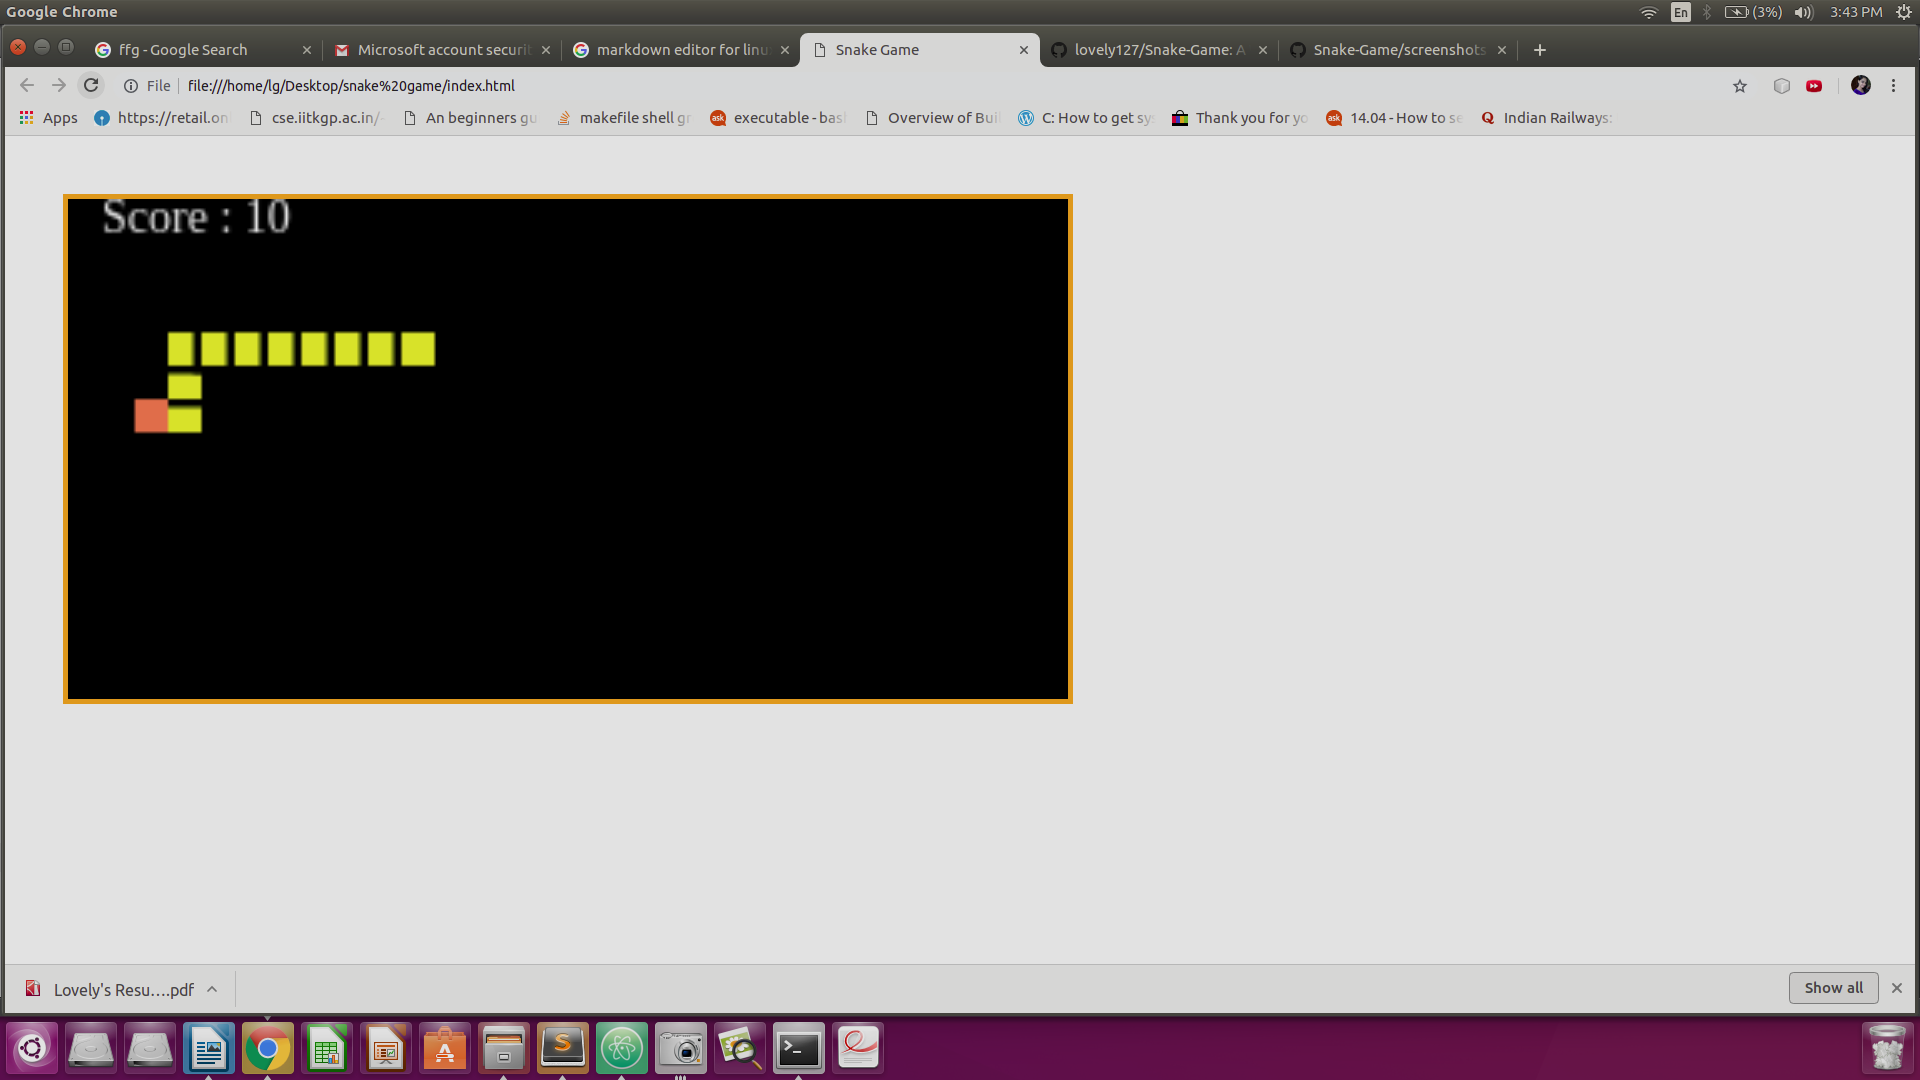 Google Chrome
En
(3%)
3:43 PM
ffg - Google Search
Microsoft account securi
markdown editor for linu
Snake Game
lovely127/Snake-Game: A
Snake-Game/screenshots
File
file:///home/lg/Desktop/snake%20game/index.html
Apps
https://retail.on
cse.iitkgp.ac.in/
An beginners gu
makefile shell gr
ask
executable - bas
Overview of Bui
C: How to get sy
Thank you for yo
ask
14.04 - How to se
Indian Railways:
Score : 10
Lovely's Resu....pdf
Show all